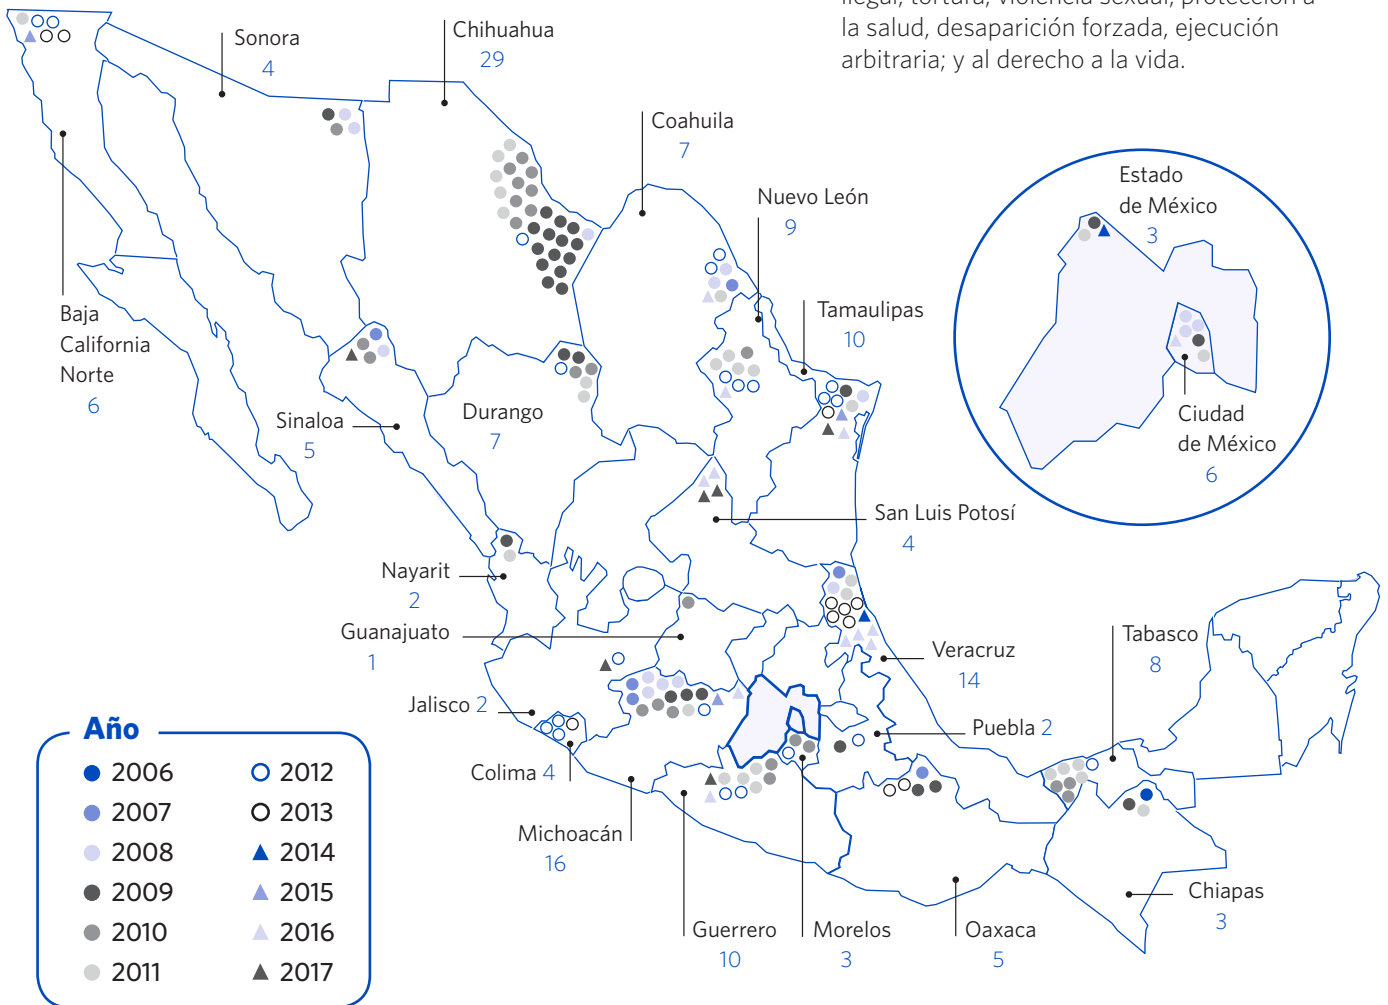 ilegal, tortura, violencia sexual, protección a
la salud, desaparición forzada, ejecución
arbitraria; y al derecho a la vida.
Sonora
4
Chihuahua
29
Coahuila
7
Nuevo León
9
Tamaulipas
10
Estado
de México
3
Ciudad
de México
6
Baja
California
Norte
6
Sinaloa
5
Durango
7
San Luis Potosí
4
Nayarit
2
Guanajuato
1
Jalisco 2
Colima 4
Michoacán
16
Veracruz
14
Puebla 2
Tabasco
8
Guerrero
10
Morelos
3
Oaxaca
5
Chiapas
3
Año
2006
2007
2008
2009
2010
2011
2012
2013
2014
2015
2016
2017